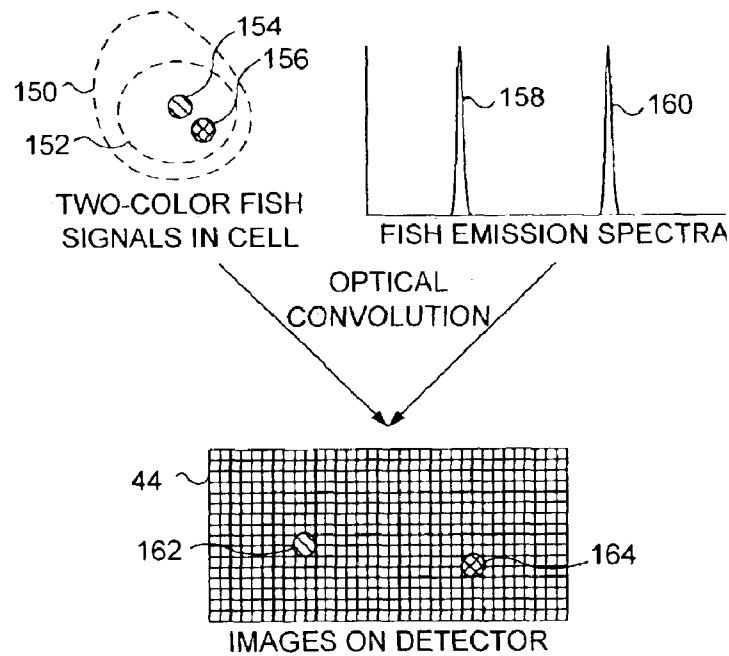 154
156
150
152
TWO-COLOR FISH
SIGNALS IN CELL
158
160
FISH EMISSION SPECTRA
OPTICAL
CONVOLUTION
44
162
164
IMAGES ON DETECTOR